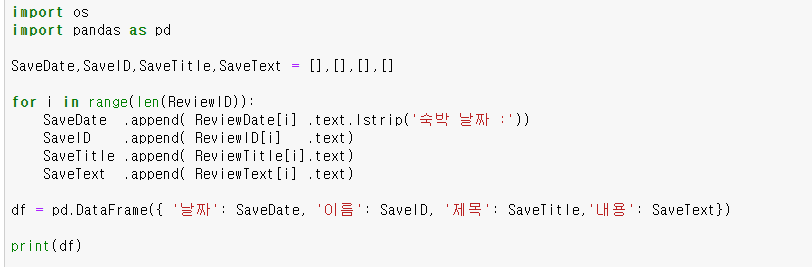 import os
import pandas as pd
SaveDate,SaveID,SaveTitle,SaveText = [],[],[],[]
for i in range(len(ReviewID)):
    SaveDate  .append( ReviewDate[i] .text.lstrip('숙박 날짜 :'))
    SaveID    .append( ReviewID[i]   .text)
    SaveTitle .append( ReviewTitle[i].text)
    SaveText  .append( ReviewText[i] .text)
df = pd.DataFrame({ '날짜': SaveDate, '이름': SaveID, '제목': SaveTitle,'내용': SaveText})
print(df)